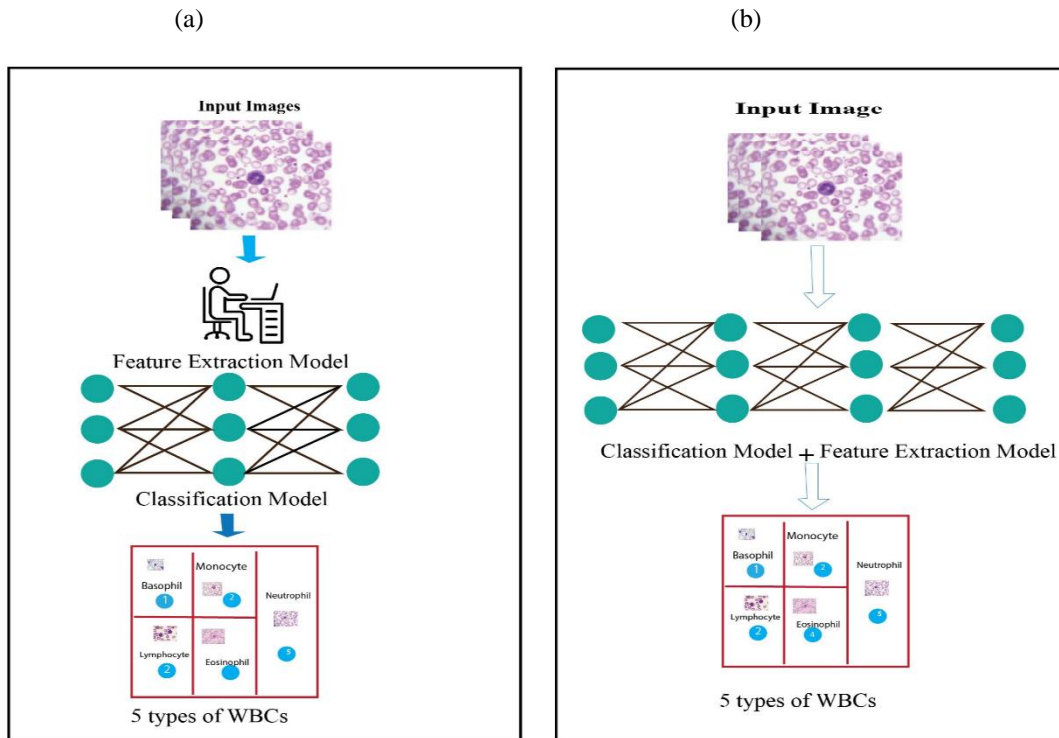 (a)
(b)
Input Images
Feature Extraction Model
Classification Model
Basophil
1
Monocyte
2
Neutrophil
5
Lymphocyte
2
Eosinophil
5 types of WBCs
Input Image
Classification Model + Feature Extraction Model
Basophil
1
Monocyte
2
Neutrophil
Lymphocyte
2
Eosinophil
4
5 types of WBCs